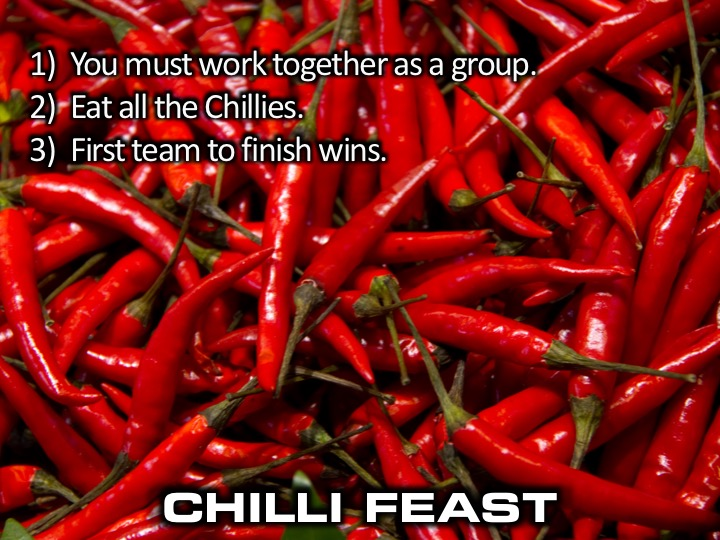 1) You must work together as a group.
2) Eat all the Chillies.
3) First team to finish wins.
CHILLI FEAST